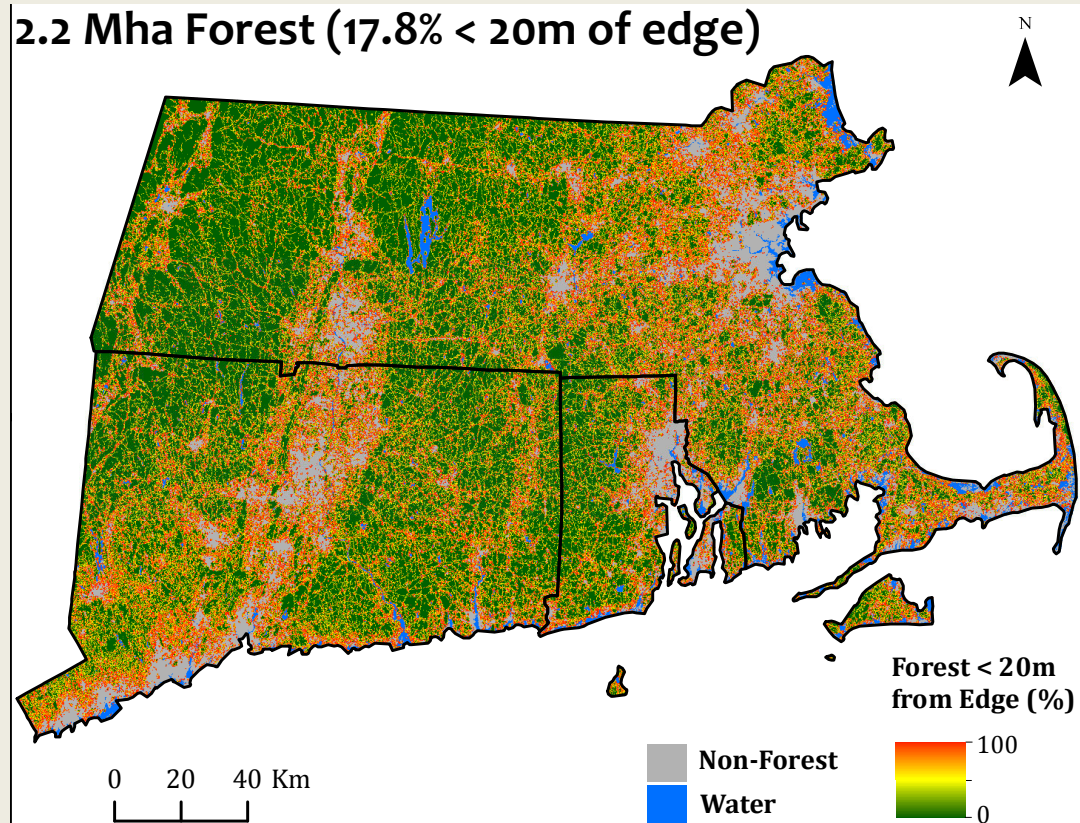 2.2 Mha Forest (17.8% < 20m of edge)
N
Forest < 20m
from Edge (%)
100
0
Non-Forest
Water
0 20 40 Km